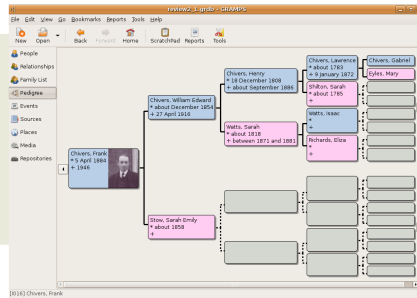 review2_1.grdb - GRAMPS
File Edit View Go Bookmarks Reports Tools Help
New Open Back Forward Home ScratchPad Reports Tools
People
Relationships
Family List
Pedigree
Events
Sources
Places
Media
Repositories
Chivers, Frank
* 5 April 1884
+ 1946
Chivers, William Edward
* about December 1854
+ 27 April 1916
Stow, Sarah Emily
* about 1858
+
Chivers, Henry
* 18 December 1808
+ about September 1886
Watts, Sarah
* about 1818
+ between 1871 and 1881
Chivers, Lawrence
* about 1783
+ 9 January 1872
Shilton, Sarah
* about 1785
+
Watts, Isaac
*
+
Richards, Eliza
*
+
Chivers, Gabriel
Eyles, Mary
[I016] Chivers, Frank